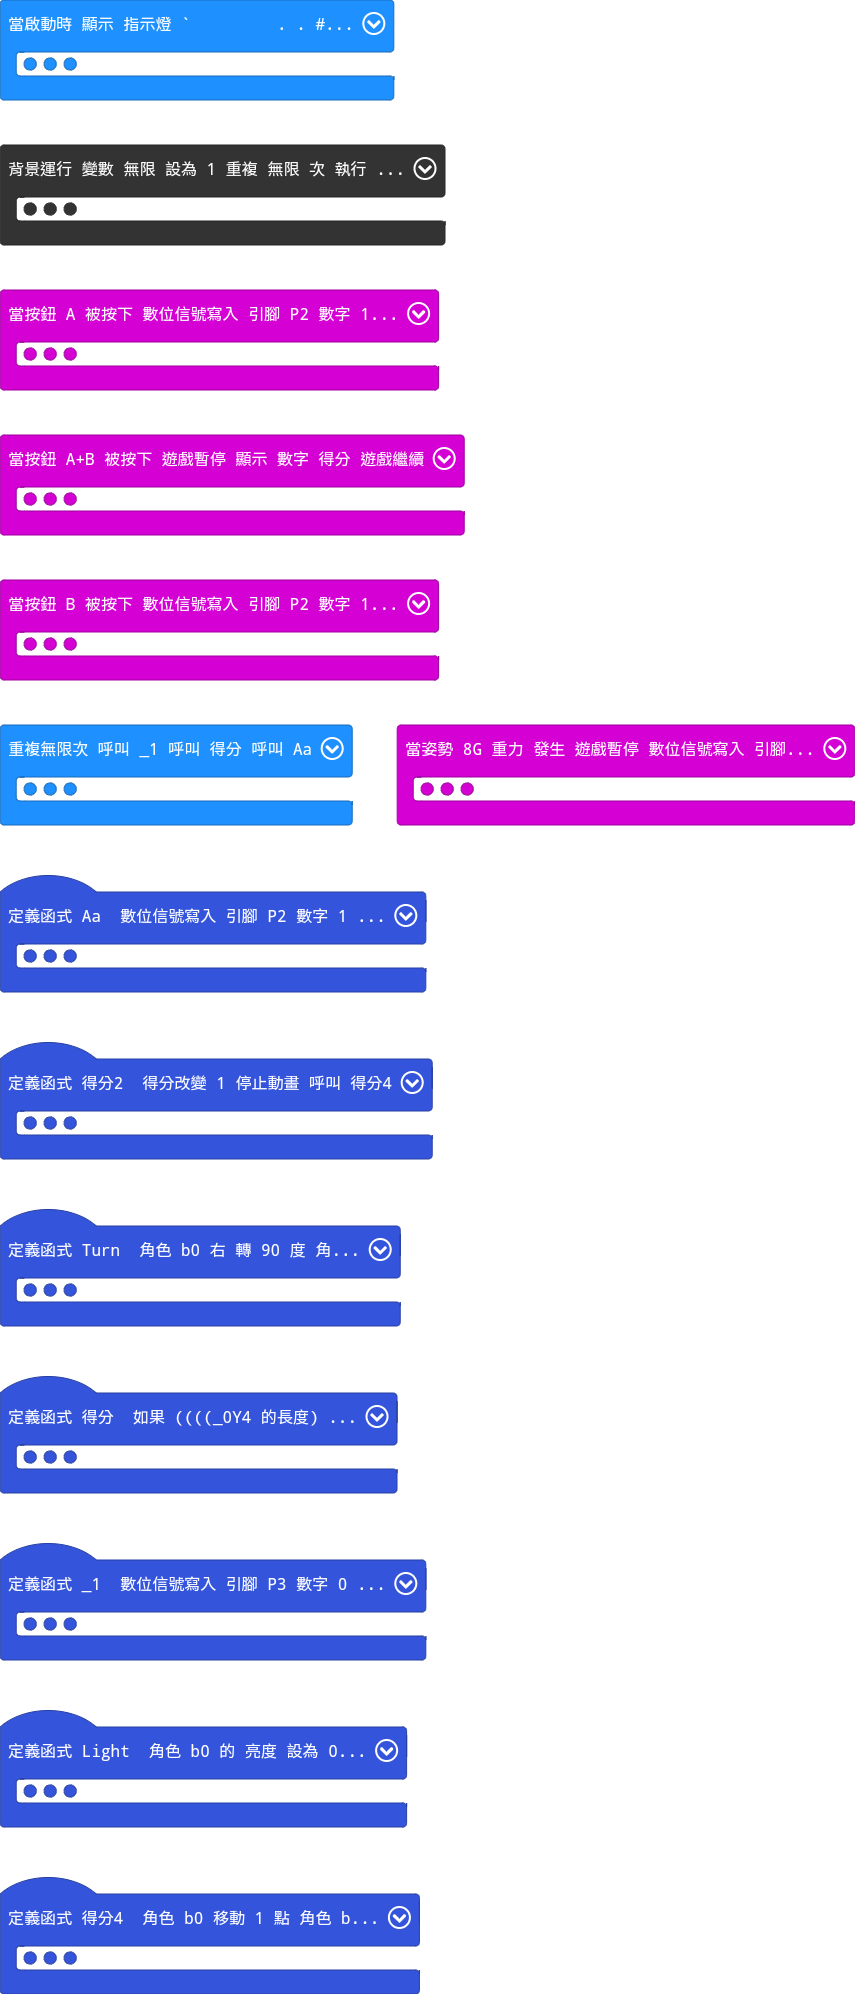 當啟動時 顯示 指示燈 `         . . #...
背景運行 變數 無限 設為 1 重複 無限 次 執行 ...
當按鈕 A 被按下 數位信號寫入 引腳 P2 數字 1...
當按鈕 A+B 被按下 遊戲暫停 顯示 數字 得分 遊戲繼續
當按鈕 B 被按下 數位信號寫入 引腳 P2 數字 1...
重複無限次 呼叫 _1 呼叫 得分 呼叫 Aa
當姿勢 8G 重力 發生 遊戲暫停 數位信號寫入 引腳...
定義函式 Aa  數位信號寫入 引腳 P2 數字 1 ...
定義函式 得分2  得分改變 1 停止動畫 呼叫 得分4
定義函式 Turn  角色 b0 右 轉 90 度 角...
定義函式 得分  如果 ((((_0Y4 的長度) ...
定義函式 _1  數位信號寫入 引腳 P3 數字 0 ...
定義函式 Light  角色 b0 的 亮度 設為 0...
定義函式 得分4  角色 b0 移動 1 點 角色 b...